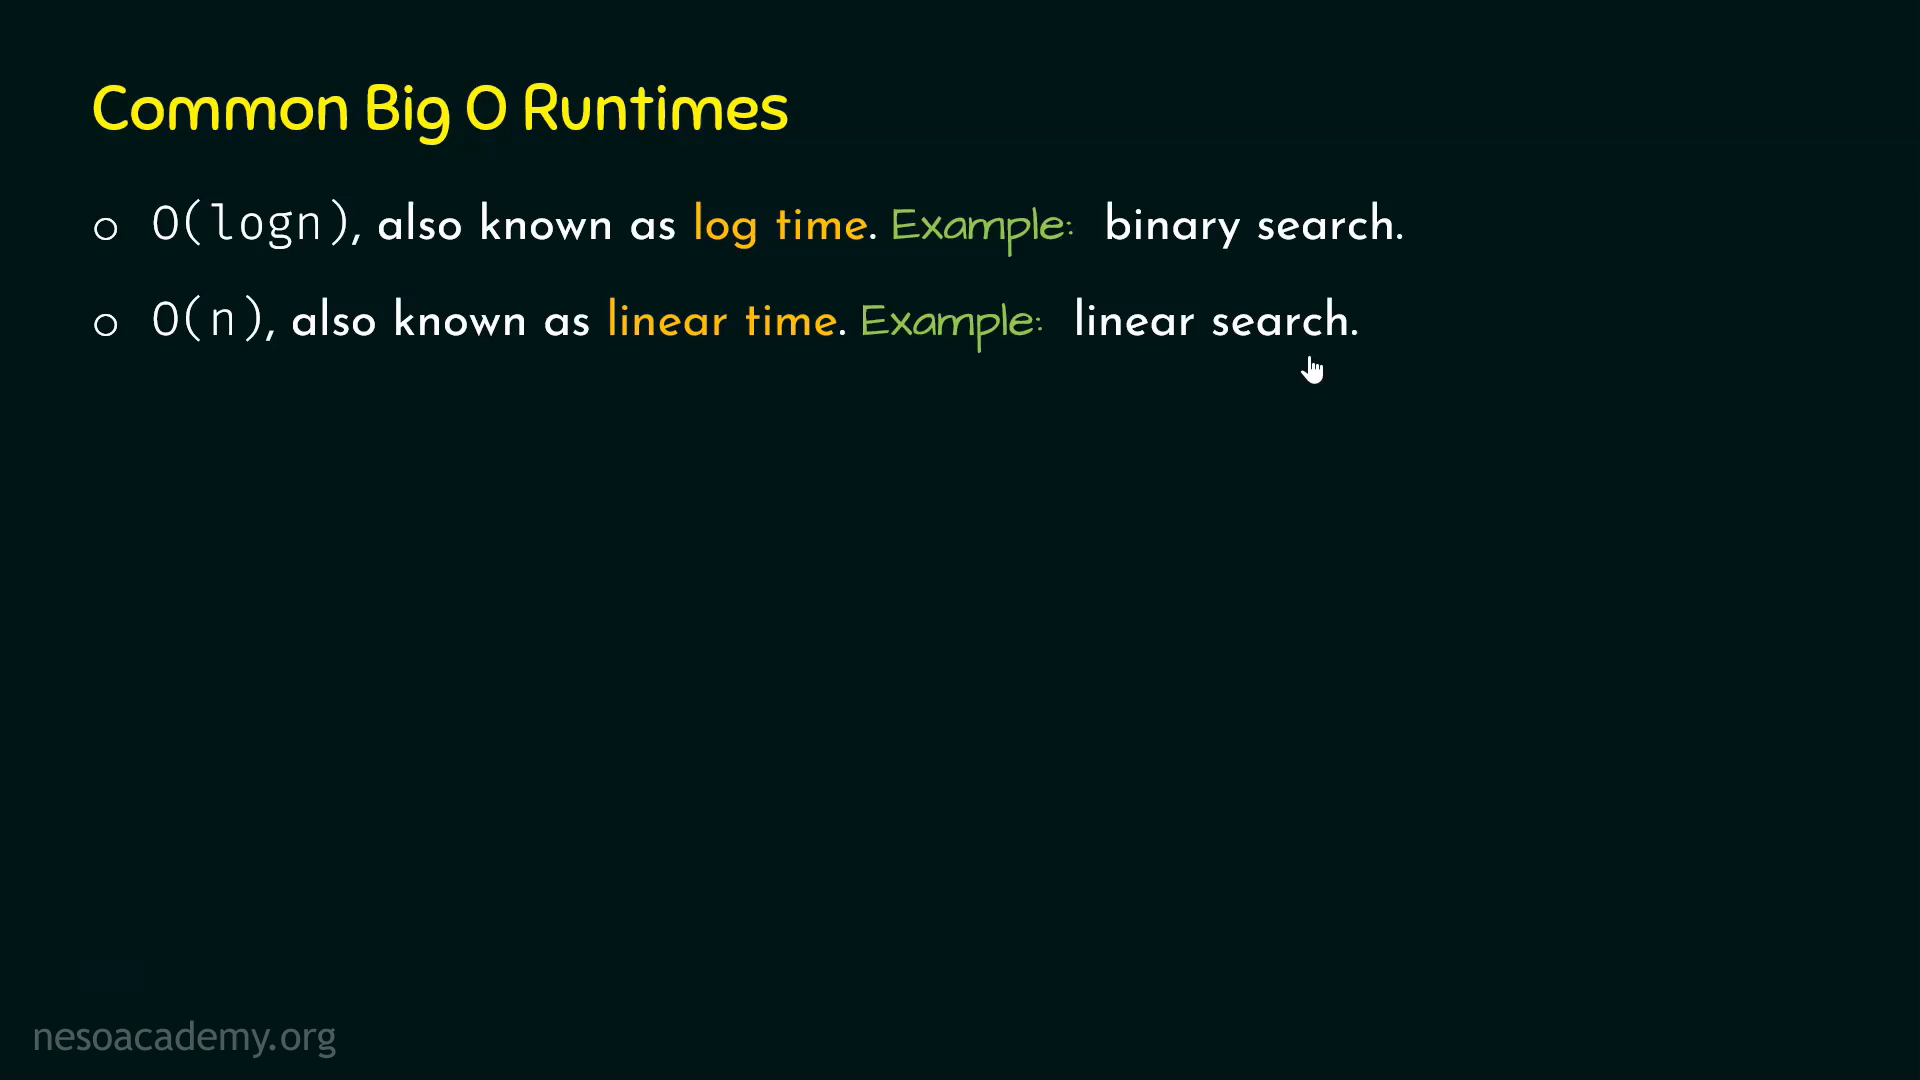 Common Big O Runtimes
○ O(logn), also known as log time. Example: binary search.
○ O(n), also known as linear time. Example: linear search.
nesoacademy.org